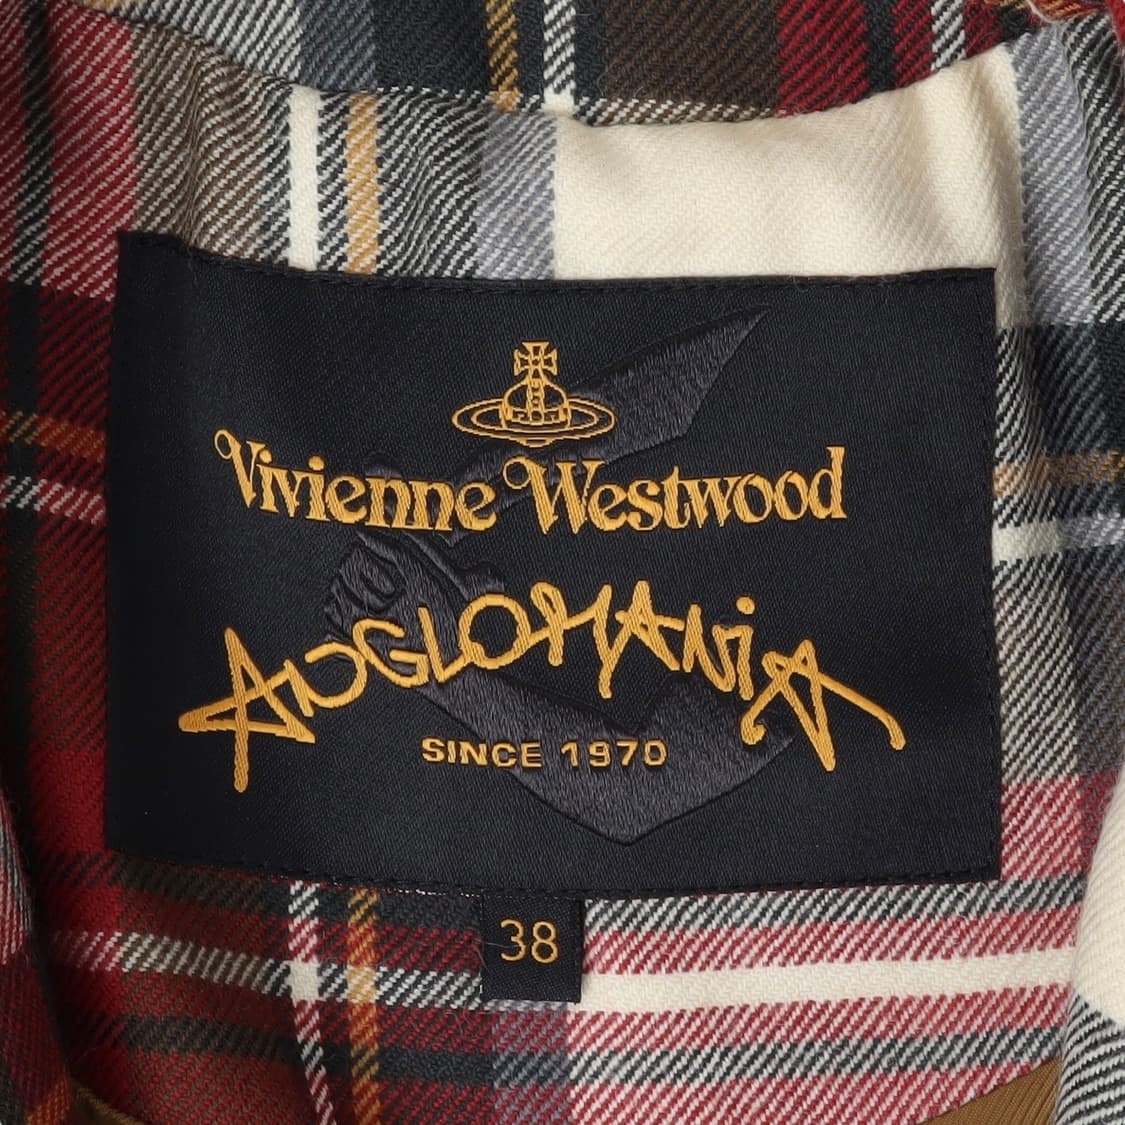 Vivienne Westwood
ANGLOMANiA
SINCE 1970
38